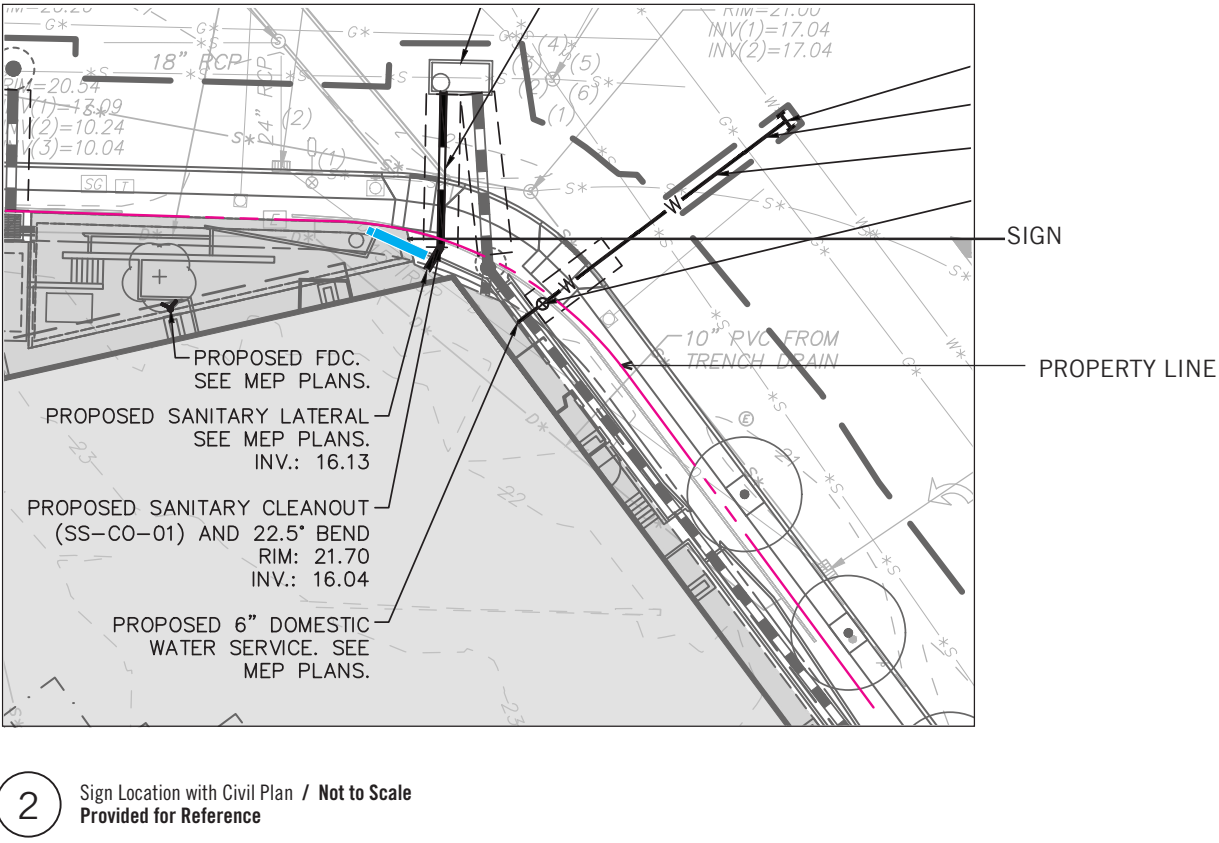 RIM=21.00
INV(1)=17.04
INV(2)=17.04
18" RCP
RIM=20.54
INV(1)=17.09
INV(2)=10.24
INV(3)=10.04
24" RCP
(2)
(1)
(4)
(3)
(5)
(2)
(6)
(1)
SG
T
E
W
W
SIGN
10" PVC FROM
TRENCH DRAIN
PROPERTY LINE
PROPOSED FDC.
SEE MEP PLANS.
PROPOSED SANITARY LATERAL
SEE MEP PLANS.
INV.: 16.13
PROPOSED SANITARY CLEANOUT
(SS-CO-01) AND 22.5° BEND
RIM: 21.70
INV.: 16.04
PROPOSED 6" DOMESTIC
WATER SERVICE. SEE
MEP PLANS.
23
22
21
23
E
2
Sign Location with Civil Plan / Not to Scale
Provided for Reference